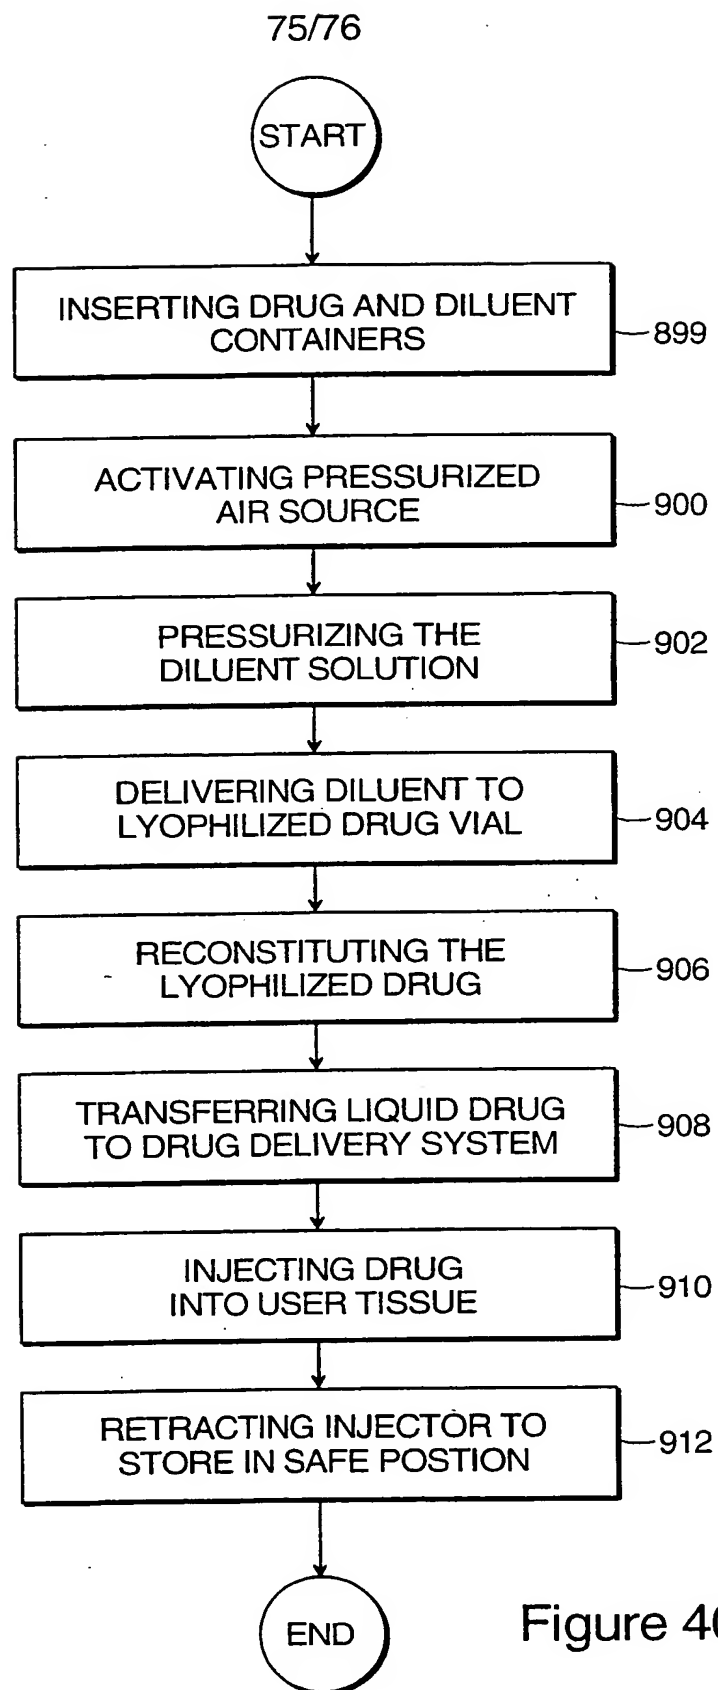 75/76
START
INSERTING DRUG AND DILUENT
CONTAINERS
899
ACTIVATING PRESSURIZED
AIR SOURCE
900
PRESSURIZING THE
DILUENT SOLUTION
902
DELIVERING DILUENT TO
LYOPHILIZED DRUG VIAL
904
RECONSTITUTING THE
LYOPHILIZED DRUG
906
TRANSFERRING LIQUID DRUG
TO DRUG DELIVERY SYSTEM
908
INJECTING DRUG
INTO USER TISSUE
910
RETRACTING INJECTOR TO
STORE IN SAFE POSTION
912
END
Figure